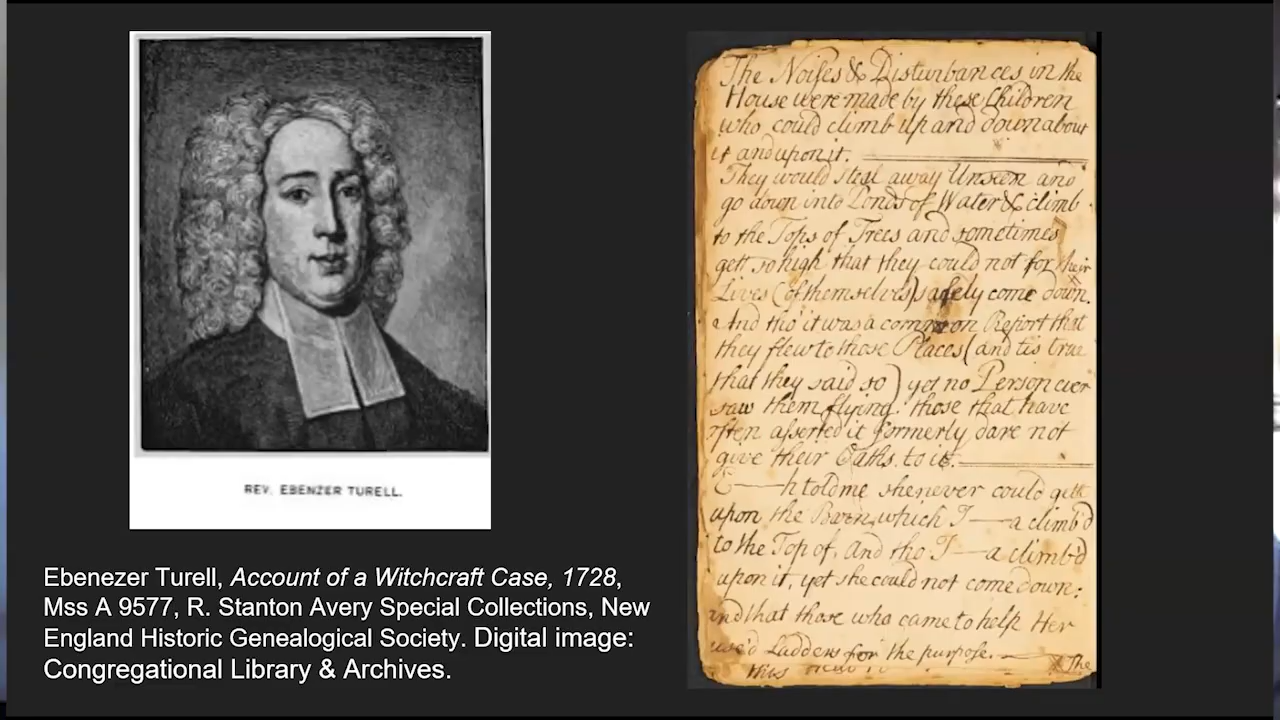 REV. EBENZER TURELL.
Ebenezer Turell, Account of a Witchcraft Case, 1728,
Mss A 9577, R. Stanton Avery Special Collections, New
England Historic Genealogical Society. Digital image:
Congregational Library & Archives.
The Noises & Disturbances in the
House were made by these Children
who could climb up and down about
it and upon it.
They would steal away Unseen and
go down into Ponds of Water & climb
to the Tops of Trees and sometimes
gett so high that they could not for their
Lives (of themselves) safely come down.
And tho it was a common Report that
they flew to those Places (and tis true
that they said so) yet no Person ever
saw them flying. those that have
often asserted it formerly dare not
give their Oaths to it.
E——h told me she never could gett
upon the Barn, which J——a climb'd
to the Top of, And tho J——a climb'd
upon it, yet she could not come down:
and that those who came to help Her
used Ladders for the purpose.
The
this